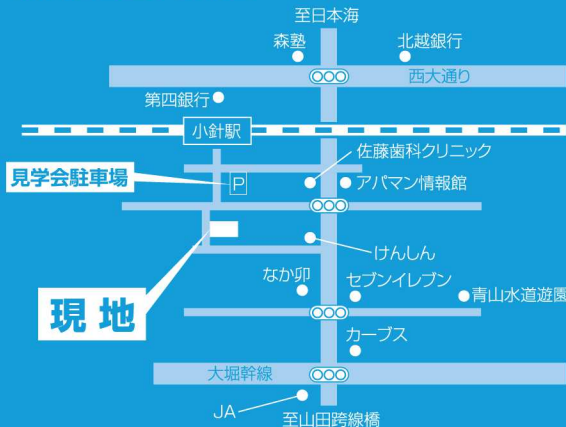 至日本海
森塾
北越銀行
西大通り
第四銀行
小針駅
佐藤歯科クリニック
見学会駐車場
P
アパマン情報館
けんしん
なか卯
セブンイレブン
青山水道遊園
現地
カーブス
大堀幹線
JA
至山田跨線橋